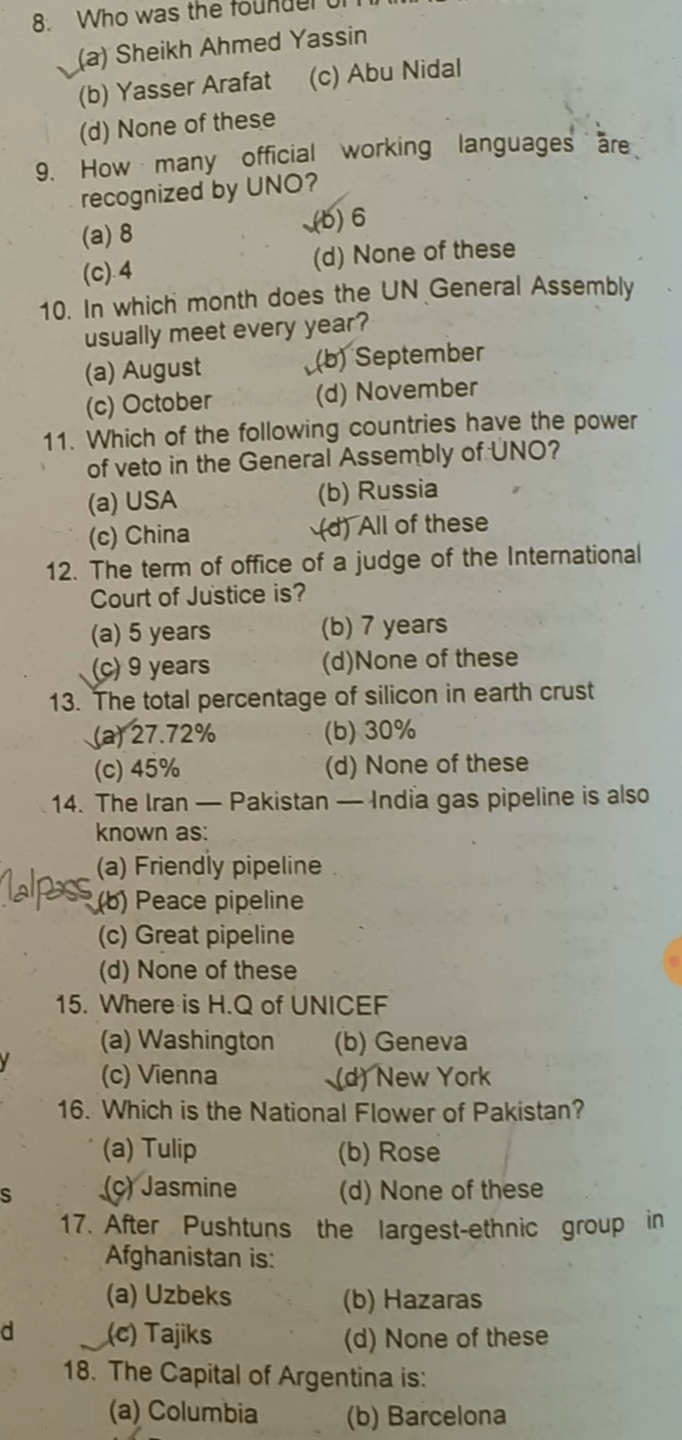 8. Who was the founder
(a) Sheikh Ahmed Yassin
(b) Yasser Arafat (c) Abu Nidal
(d) None of these
9. How many official working languages are
recognized by UNO?
(a) 8 (b) 6
(c) 4 (d) None of these
10. In which month does the UN General Assembly
usually meet every year?
(a) August (b) September
(c) October (d) November
11. Which of the following countries have the power
of veto in the General Assembly of UNO?
(a) USA (b) Russia
(c) China (d) All of these
12. The term of office of a judge of the International
Court of Justice is?
(a) 5 years (b) 7 years
(c) 9 years (d)None of these
13. The total percentage of silicon in earth crust
(a) 27.72% (b) 30%
(c) 45% (d) None of these
14. The Iran — Pakistan — India gas pipeline is also
known as:
(a) Friendly pipeline
(b) Peace pipeline
(c) Great pipeline
(d) None of these
15. Where is H.Q of UNICEF
(a) Washington (b) Geneva
y
(c) Vienna (d) New York
16. Which is the National Flower of Pakistan?
(a) Tulip (b) Rose
s (c) Jasmine (d) None of these
17. After Pushtuns the largest-ethnic group in
Afghanistan is:
(a) Uzbeks (b) Hazaras
d (c) Tajiks (d) None of these
18. The Capital of Argentina is:
(a) Columbia (b) Barcelona